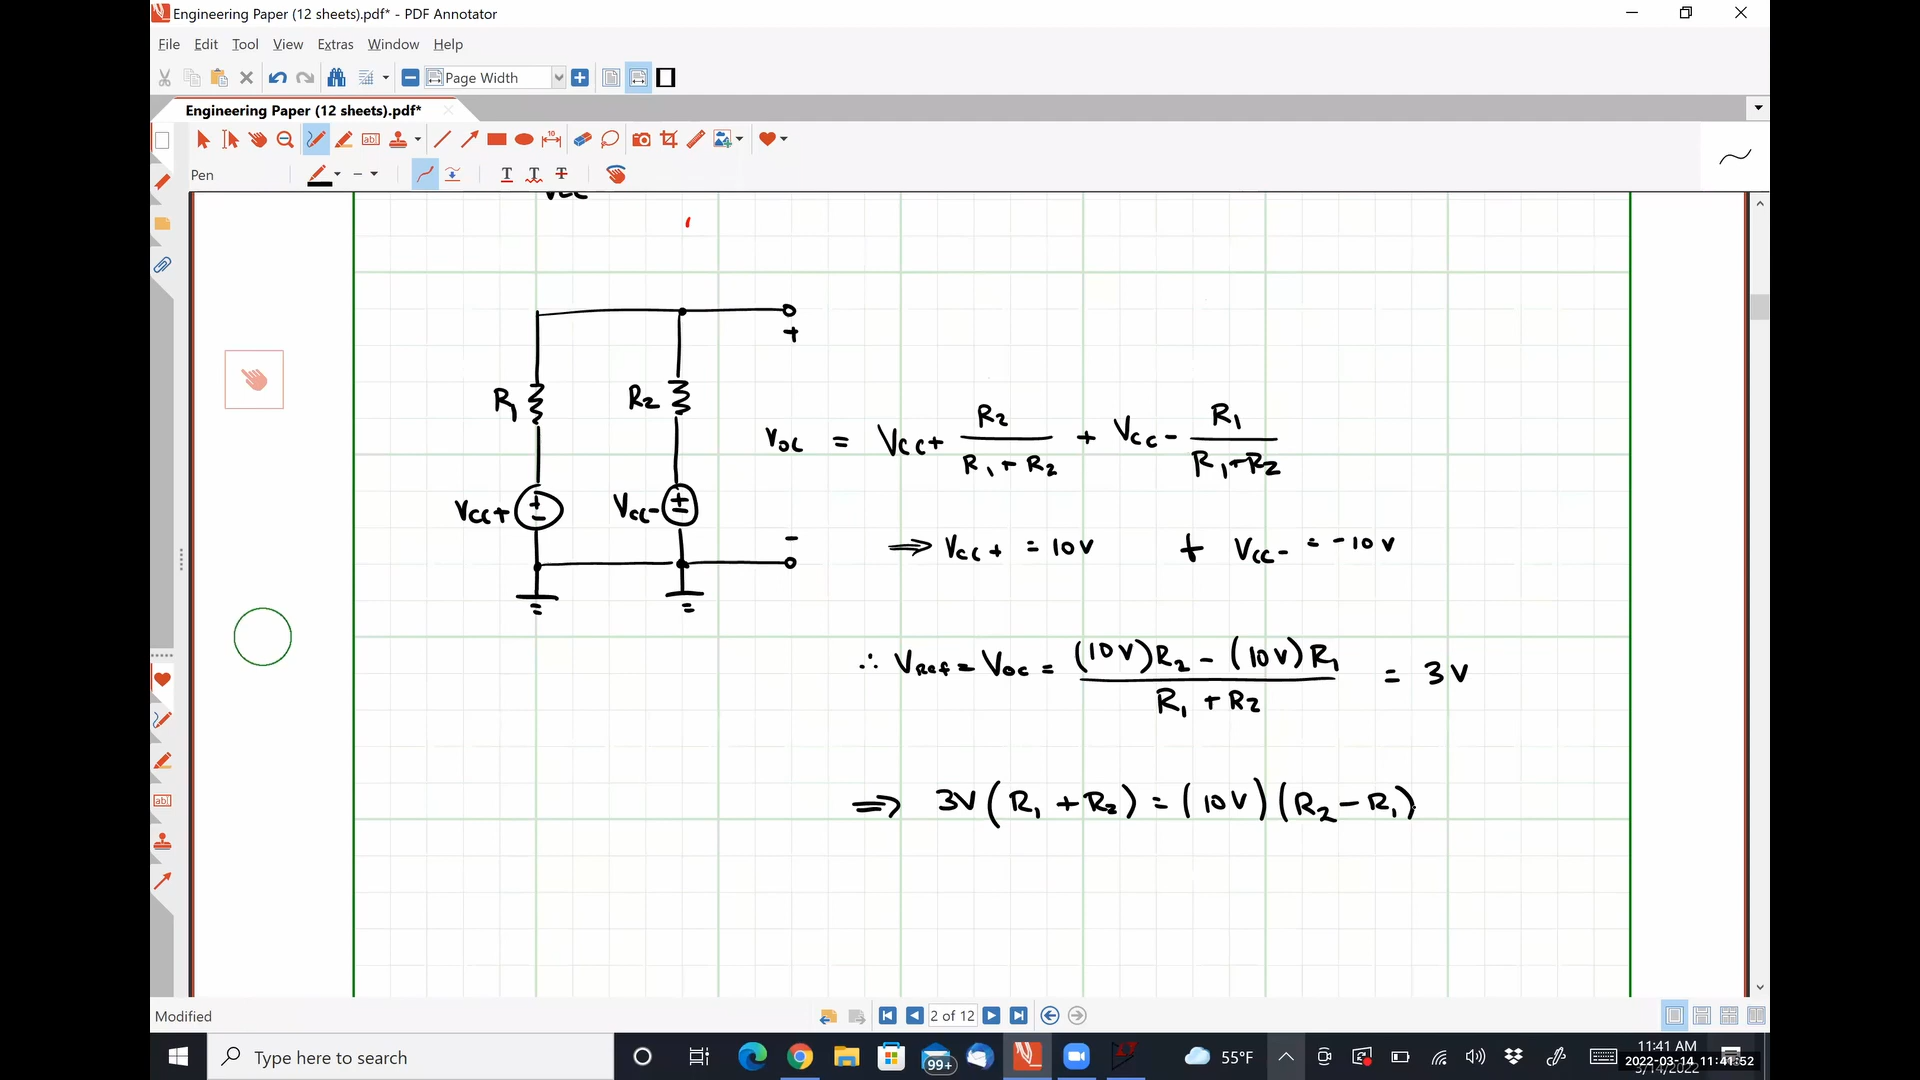 Engineering Paper (12 sheets).pdf* - PDF Annotator
File Edit Tool View Extras Window Help
Page Width
Engineering Paper (12 sheets).pdf*
Pen
+
R1 R2
VOC = VCC+ R2 / R1 + R2 + VCC- R1 / R1 + R2
VCC+ + - VCC- + -
⇒ VCC+ = 10V + VCC- = -10V
-
∴ VRef = VOC = (10V)R2 - (10V)R1 / R1 + R2 = 3V
⇒ 3V(R1 + R2) = (10V)(R2 - R1)
Modified 2 of 12
Type here to search 99+ 55°F 11:41 AM
2022-03-14 11:41:52